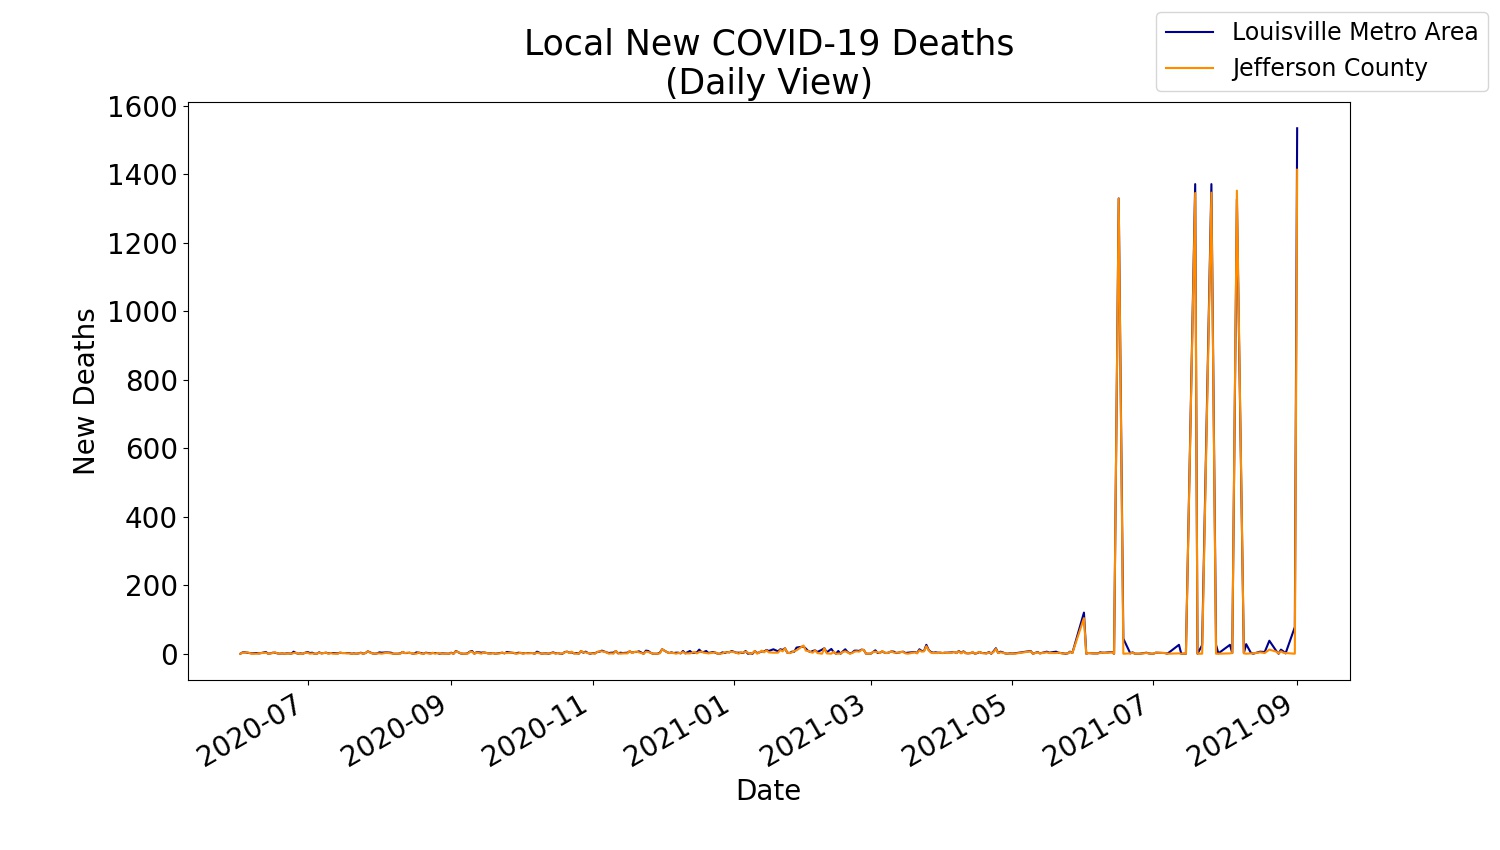 Local New COVID-19 Deaths
(Daily View)
Louisville Metro Area
Jefferson County
1600
1400
1200
1000
800
600
400
200
0
New Deaths
2020-07
2020-09
2020-11
2021-01
2021-03
2021-05
2021-07
2021-09
Date